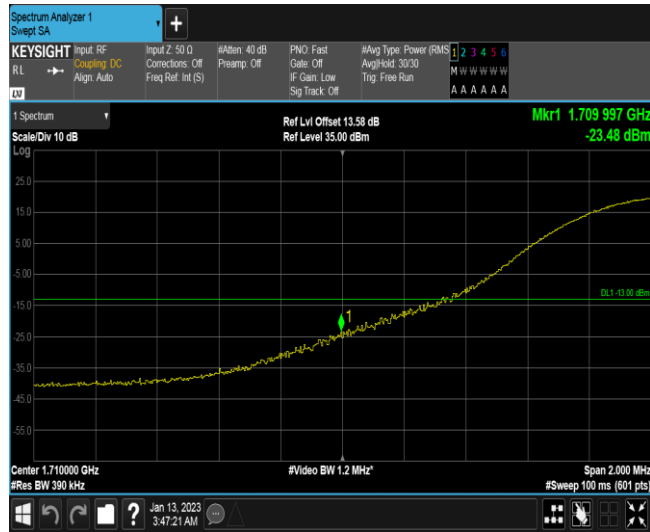 Spectrum Analyzer 1
Swept SA
+
KEYSIGHT
RL
LXI
Input: RF
Coupling: DC
Align: Auto
Input Z: 50 Ω
Corrections: Off
Freq Ref: Int (S)
#Atten: 40 dB
Preamp: Off
PNO: Fast
Gate: Off
IF Gain: Low
Sig Track: Off
#Avg Type: Power (RMS
Avg|Hold: 30/30
Trig: Free Run
1 2 3 4 5 6
M W W W W W
A A A A A A
1 Spectrum
Scale/Div 10 dB
Log
Ref Lvl Offset 13.58 dB
Ref Level 35.00 dBm
Mkr1 1.709 997 GHz
-23.48 dBm
25.0
15.0
5.00
-5.00
DL1 -13.00 dBm
-15.0
1
-25.0
-35.0
-45.0
-55.0
Center 1.710000 GHz
#Res BW 390 kHz
#Video BW 1.2 MHz*
Span 2.000 MHz
#Sweep 100 ms (601 pts)
?
Jan 13, 2023
3:47:21 AM